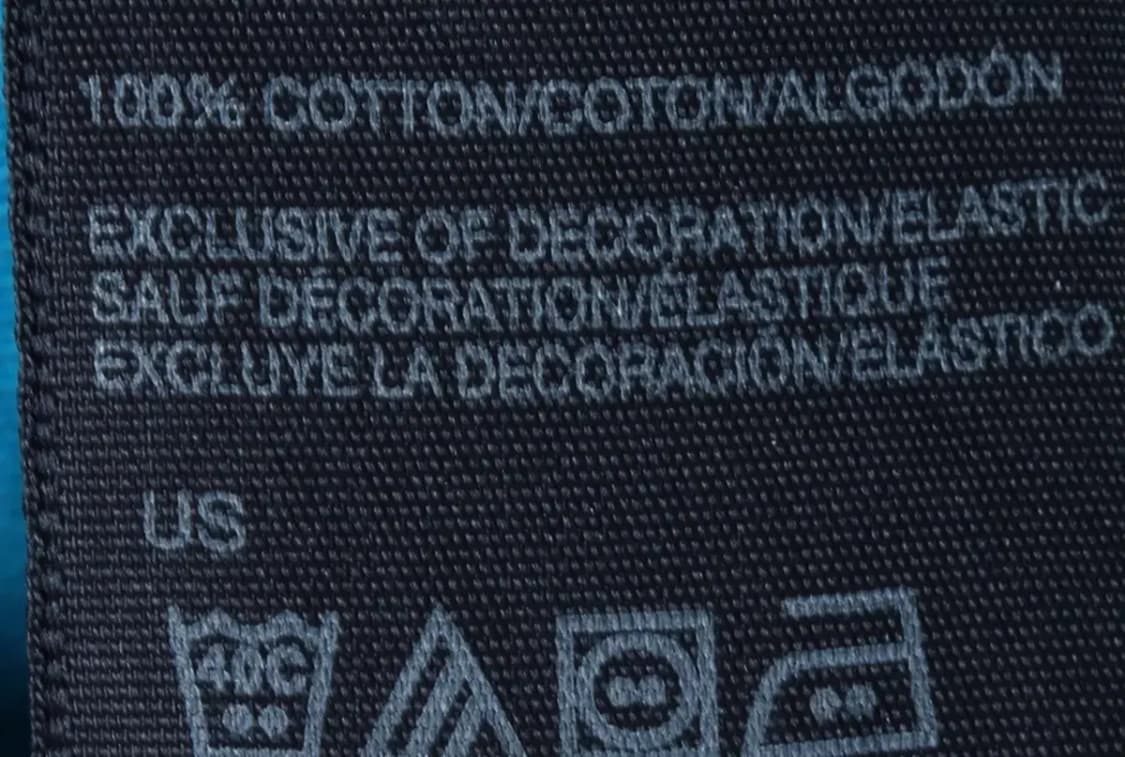 100% COTTON/COTON/ALGODÓN
EXCLUSIVE OF DECORATION/ELASTIC
SAUF DÉCORATION/ÉLASTIQUE
EXCLUYE LA DECORACIÓN/ELÁSTICO
US
40C